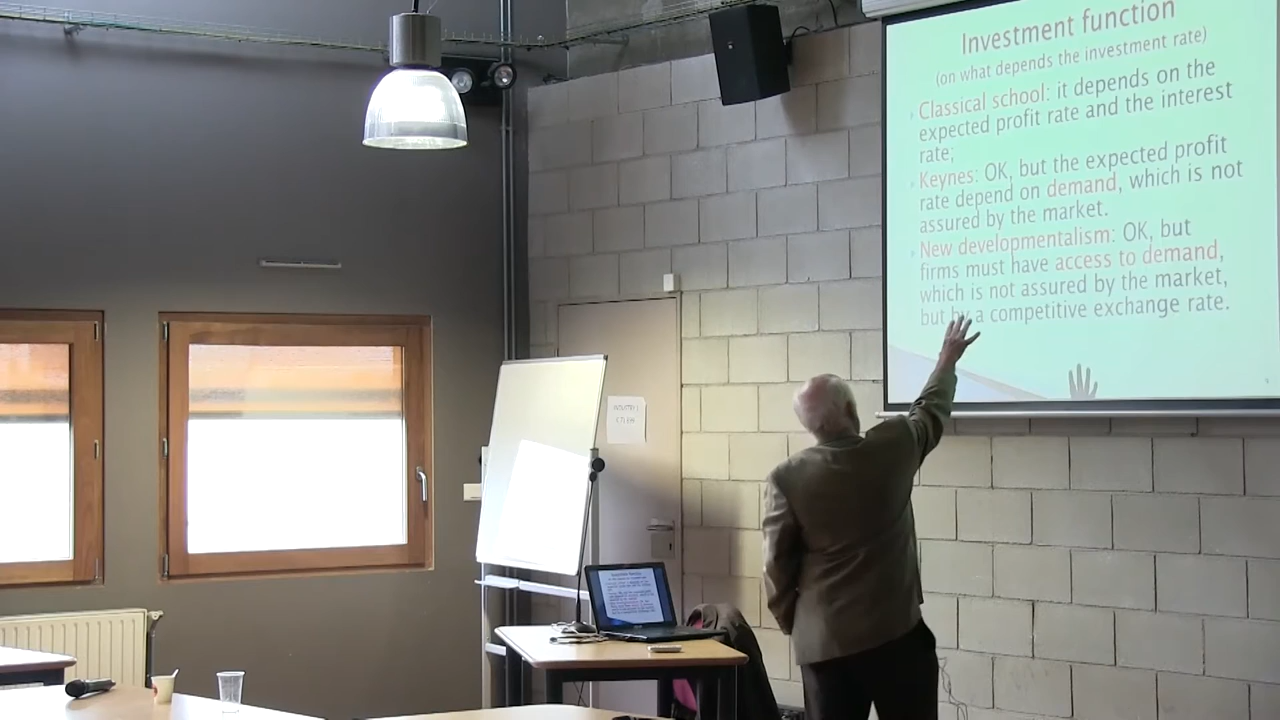 Investment function
(on what depends the investment rate)
Classical school: it depends on the
expected profit rate and the interest
rate;
Keynes: OK, but the expected profit
rate depend on demand, which is not
assured by the market.
New developmentalism: OK, but
firms must have access to demand,
which is not assured by the market,
but by a competitive exchange rate.